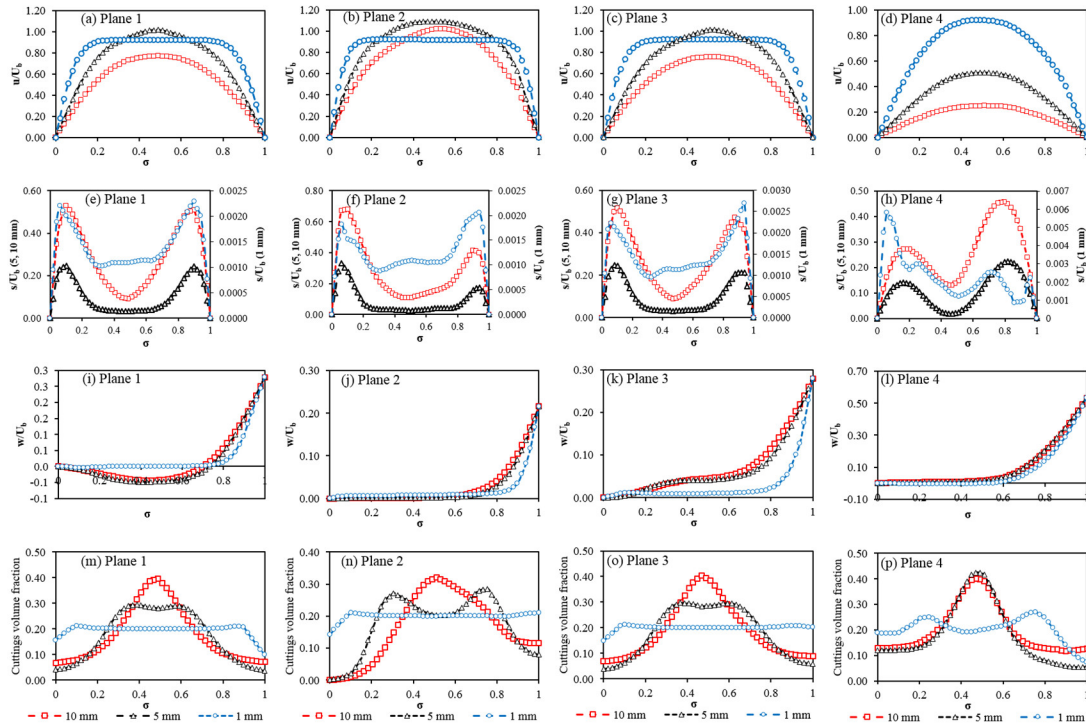 (a) Plane 1
u/U_b
1.20
1.00
0.80
0.60
0.40
0.20
0.00
0 0.2 0.4 0.6 0.8 1
σ
(b) Plane 2
u/U_b
1.20
1.00
0.80
0.60
0.40
0.20
0.00
0 0.2 0.4 0.6 0.8 1
σ
(c) Plane 3
u/U_b
1.20
1.00
0.80
0.60
0.40
0.20
0.00
0 0.2 0.4 0.6 0.8 1
σ
(d) Plane 4
u/U_b
1.00
0.80
0.60
0.40
0.20
0.00
0 0.2 0.4 0.6 0.8 1
σ
(e) Plane 1
s/U_b (5, 10 mm)
0.60
0.40
0.20
0.00
0 0.2 0.4 0.6 0.8 1
σ
0.0025
0.0020
0.0015
0.0010
0.0005
0.0000
s/U_b (1 mm)
(f) Plane 2
s/U_b (5, 10 mm)
0.80
0.60
0.40
0.20
0.00
0 0.2 0.4 0.6 0.8 1
σ
0.0025
0.0020
0.0015
0.0010
0.0005
0.0000
s/U_b (1 mm)
(g) Plane 3
s/U_b (5, 10 mm)
0.60
0.40
0.20
0.00
0 0.2 0.4 0.6 0.8 1
σ
0.0030
0.0025
0.0020
0.0015
0.0010
0.0005
0.0000
s/U_b (1 mm)
(h) Plane 4
s/U_b (5, 10 mm)
0.50
0.40
0.30
0.20
0.10
0.00
0 0.2 0.4 0.6 0.8 1
σ
0.007
0.006
0.005
0.004
0.003
0.002
0.001
0
s/U_b (1 mm)
(i) Plane 1
w/U_b
0.3
0.3
0.2
0.2
0.1
0.1
0.0
-0.1
-0.1
0 0.2 0.8 1
σ
(j) Plane 2
w/U_b
0.30
0.20
0.10
0.00
0 0.2 0.4 0.6 0.8 1
σ
(k) Plane 3
w/U_b
0.30
0.20
0.10
0.00
0 0.2 0.4 0.6 0.8 1
σ
(l) Plane 4
w/U_b
0.70
0.50
0.30
0.10
-0.10
0 0.2 0.4 0.6 0.8 1
σ
(m) Plane 1
Cuttings volume fraction
0.50
0.40
0.30
0.20
0.10
0.00
0 0.2 0.4 0.6 0.8 1
σ
(n) Plane 2
Cuttings volume fraction
0.40
0.30
0.20
0.10
0.00
0 0.2 0.4 0.6 0.8 1
σ
(o) Plane 3
Cuttings volume fraction
0.50
0.40
0.30
0.20
0.10
0.00
0 0.2 0.4 0.6 0.8 1
σ
(p) Plane 4
Cuttings volume fraction
0.50
0.40
0.30
0.20
0.10
0.00
0 0.2 0.4 0.6 0.8 1
σ
10 mm 5 mm 1 mm
10 mm 5 mm 1 mm
10 mm 5 mm 1 mm
10 mm 5 mm 1 mm